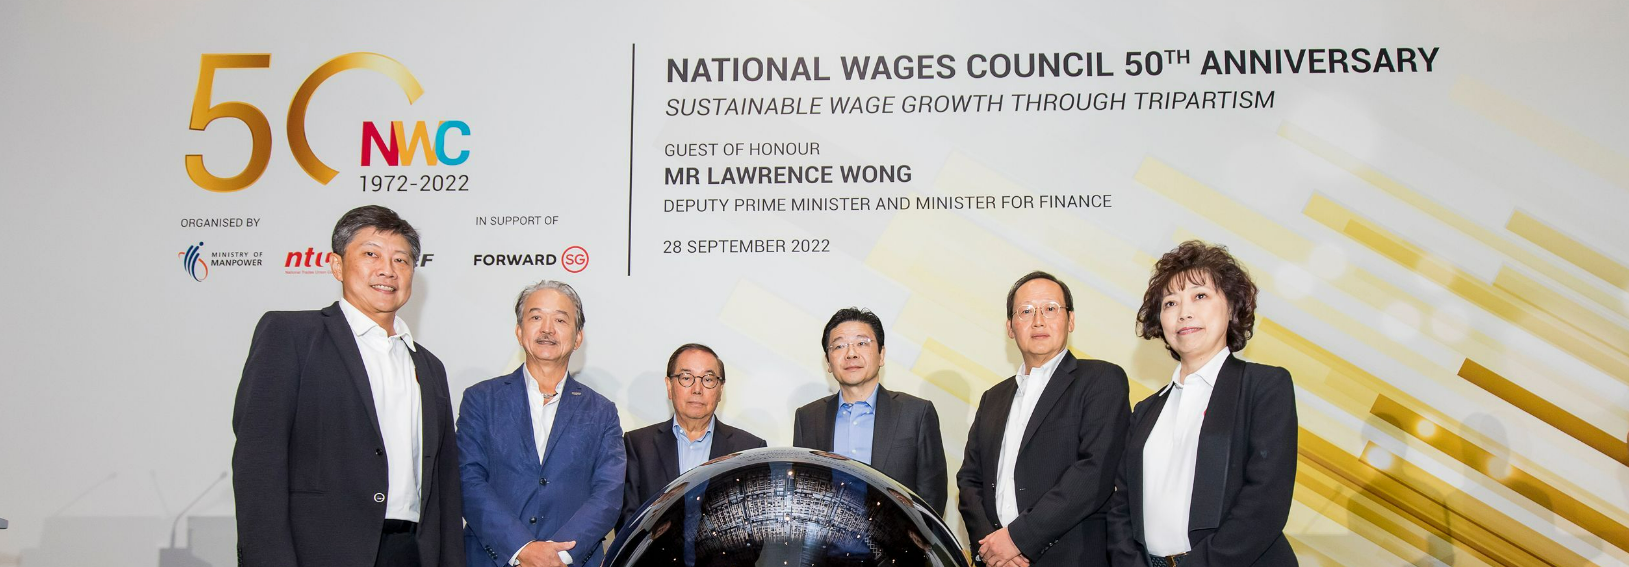 50
NWC
1972-2022
ORGANISED BY
MINISTRY OF
MANPOWER
IN SUPPORT OF
FORWARD SG
NATIONAL WAGES COUNCIL 50TH ANNIVERSARY
SUSTAINABLE WAGE GROWTH THROUGH TRIPARTISM
GUEST OF HONOUR
MR LAWRENCE WONG
DEPUTY PRIME MINISTER AND MINISTER FOR FINANCE
28 SEPTEMBER 2022